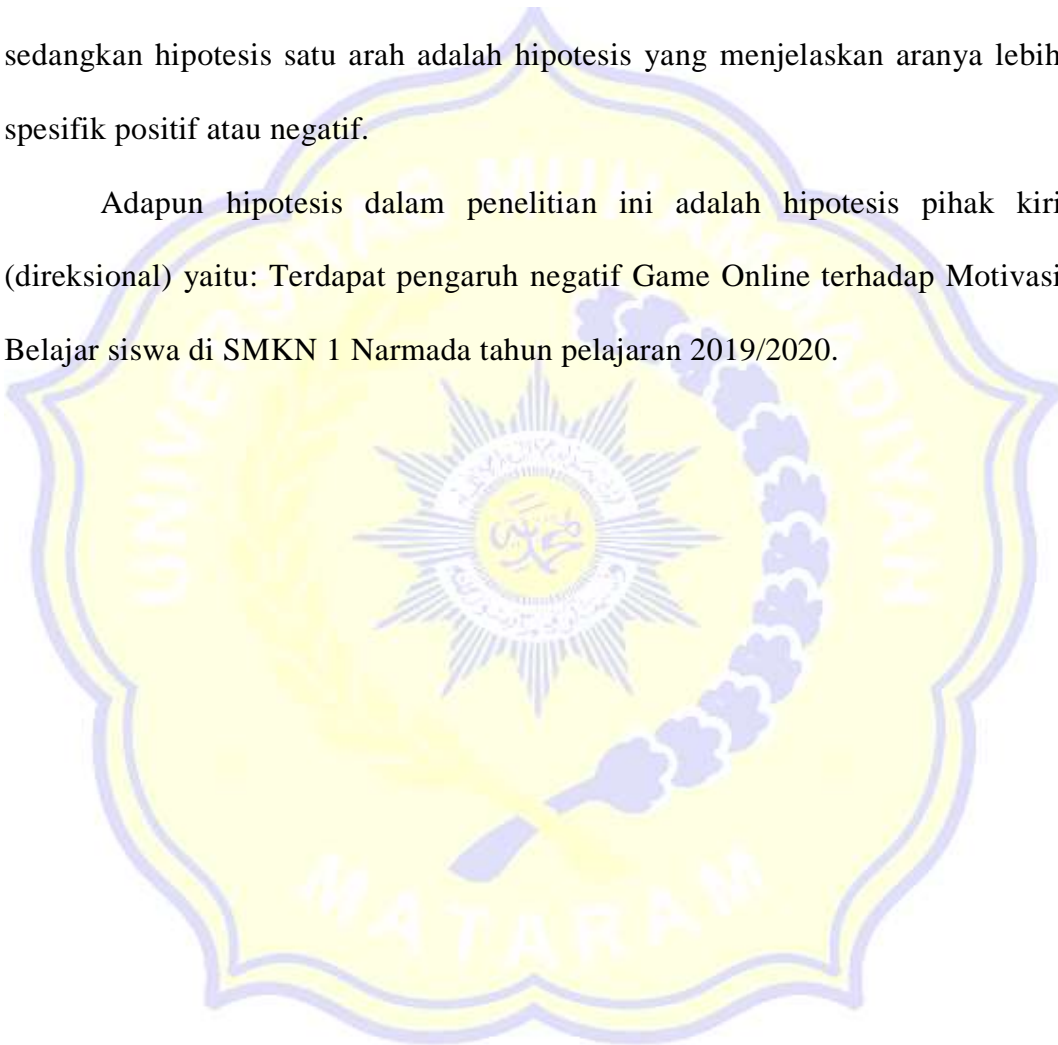 sedangkan hipotesis satu arah adalah hipotesis yang menjelaskan aranya lebih
spesifik positif atau negatif.
Adapun hipotesis dalam penelitian ini adalah hipotesis pihak kiri
(direksional) yaitu: Terdapat pengaruh negatif Game Online terhadap Motivasi
Belajar siswa di SMKN 1 Narmada tahun pelajaran 2019/2020.
UNIVERSITAS MUHAMMADIYAH
MATARAM